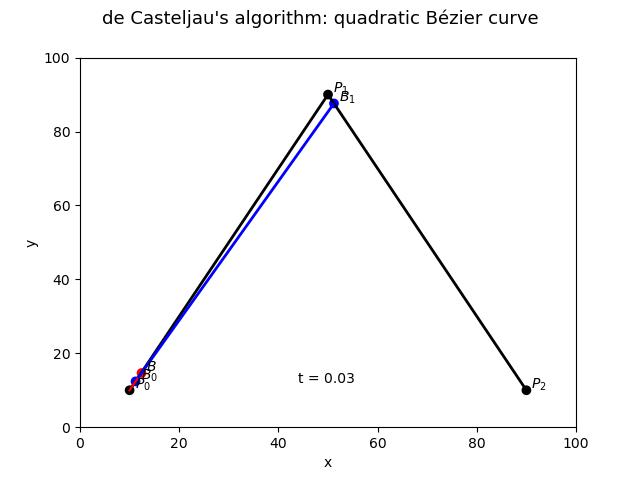 de Casteljau's algorithm: quadratic Bézier curve
100
80
60
40
20
0
y
P₁
B₁
B
B₀
P₀
P₂
t = 0.03
0 20 40 60 80 100
x